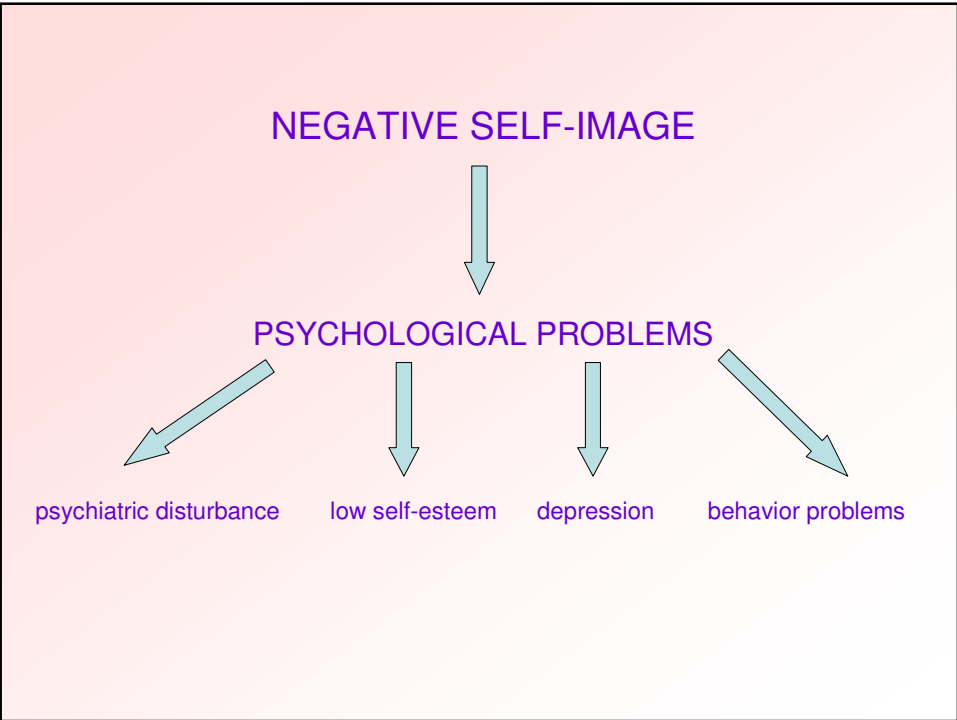 NEGATIVE SELF-IMAGE
PSYCHOLOGICAL PROBLEMS
psychiatric disturbance low self-esteem depression behavior problems